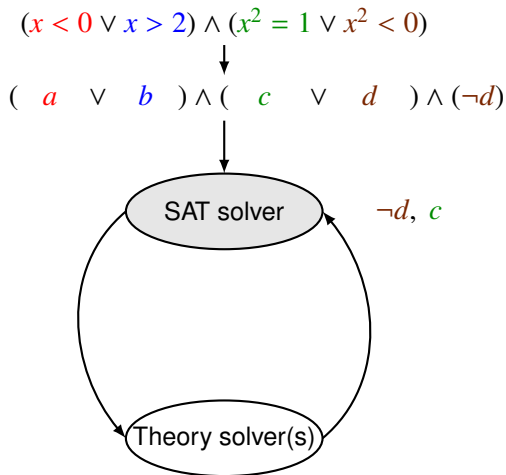 (x < 0 ∨ x > 2) ∧ (x² = 1 ∨ x² < 0)
( a ∨ b ) ∧ ( c ∨ d ) ∧ (¬d)
SAT solver
¬d, c
Theory solver(s)